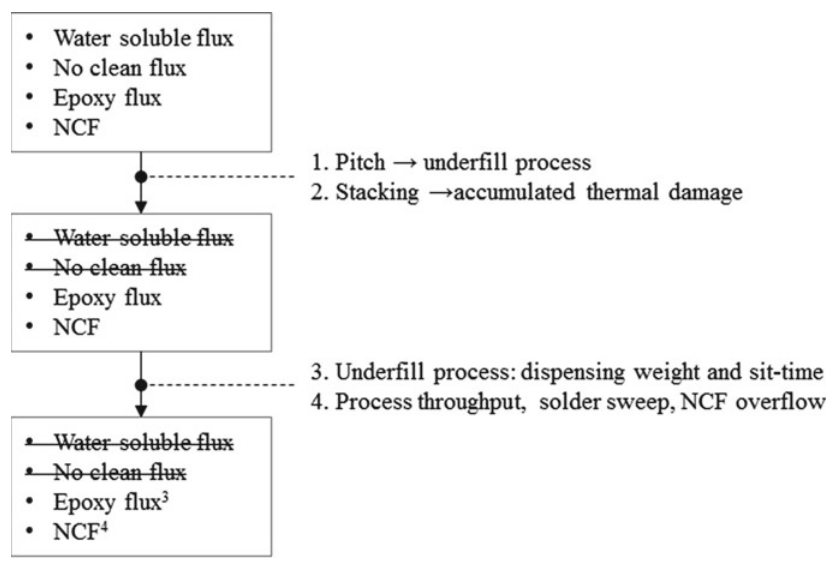 • Water soluble flux
• No clean flux
• Epoxy flux
• NCF
1. Pitch → underfill process
2. Stacking →accumulated thermal damage
• Water soluble flux
• No clean flux
• Epoxy flux
• NCF
3. Underfill process: dispensing weight and sit-time
4. Process throughput, solder sweep, NCF overflow
• Water soluble flux
• No clean flux
• Epoxy flux³
• NCF⁴